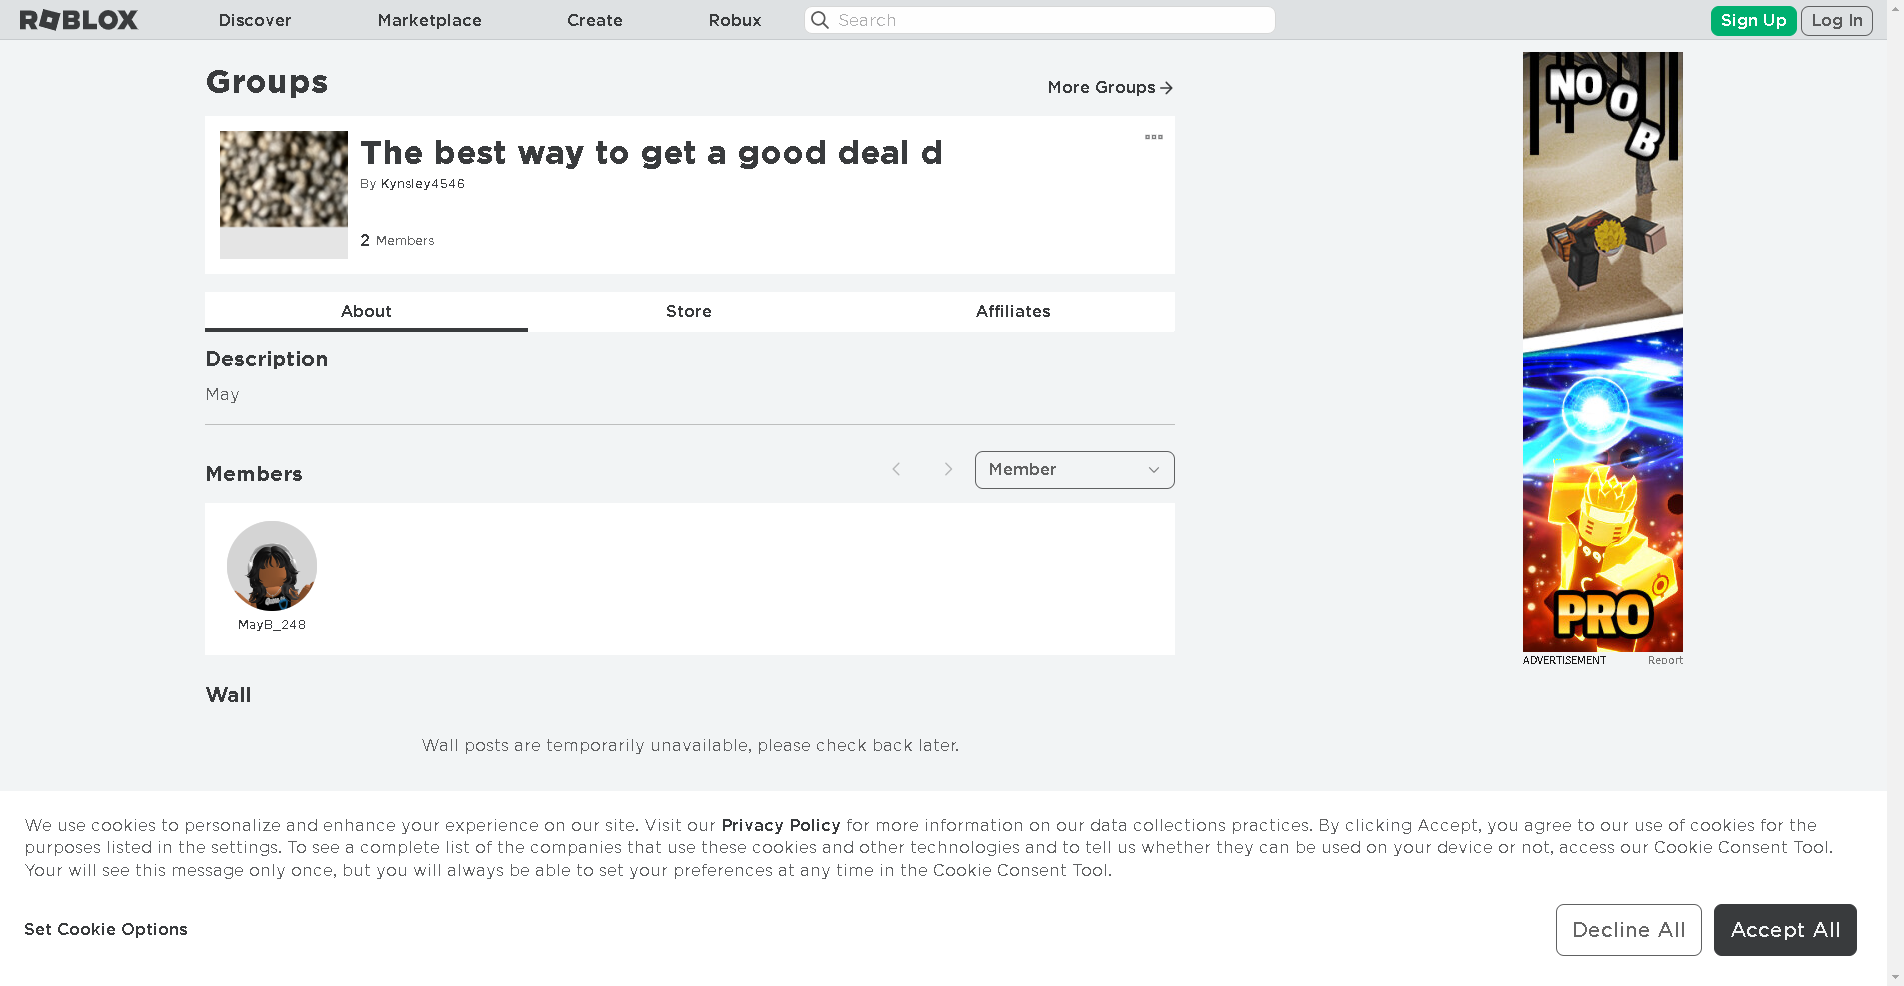 ROBLOX Discover Marketplace Create Robux Search Sign Up Log In
Groups
More Groups
The best way to get a good deal d
By Kynsley4546
2 Members
About Store Affiliates
Description
May
Members
Member
MayB_248
Wall
Wall posts are temporarily unavailable, please check back later.
NOOB
PRO
ADVERTISEMENT Report
We use cookies to personalize and enhance your experience on our site. Visit our Privacy Policy for more information on our data collections practices. By clicking Accept, you agree to our use of cookies for the
purposes listed in the settings. To see a complete list of the companies that use these cookies and other technologies and to tell us whether they can be used on your device or not, access our Cookie Consent Tool.
Your will see this message only once, but you will always be able to set your preferences at any time in the Cookie Consent Tool.
Set Cookie Options
Decline All Accept All